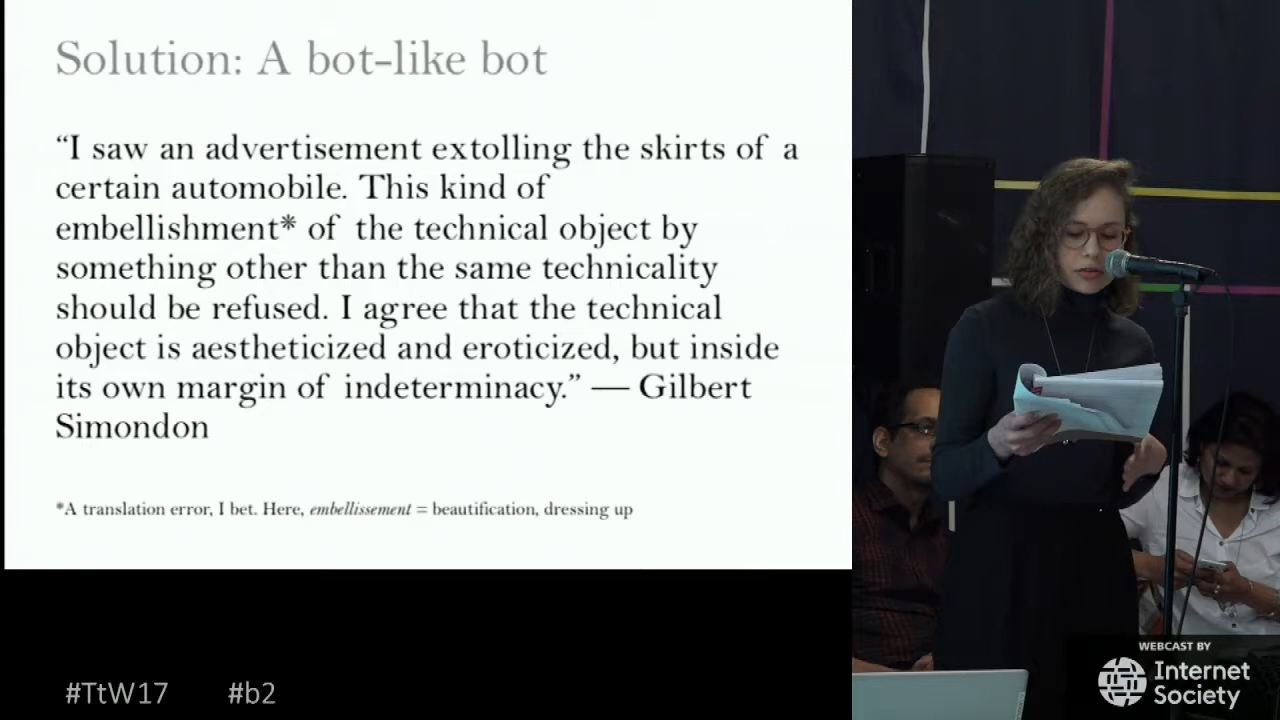 Solution: A bot-like bot
“I saw an advertisement extolling the skirts of a
certain automobile. This kind of
embellishment* of the technical object by
something other than the same technicality
should be refused. I agree that the technical
object is aestheticized and eroticized, but inside
its own margin of indeterminacy.” — Gilbert
Simondon
*A translation error, I bet. Here, embellissement = beautification, dressing up
#TtW17 #b2
WEBCAST BY
Internet
Society